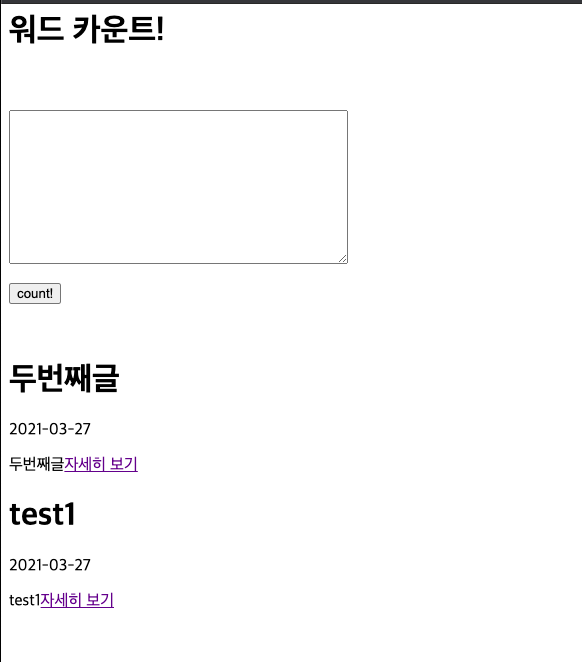 워드 카운트!
count!
두번째글
2021-03-27
두번째글자세히 보기
test1
2021-03-27
test1자세히 보기